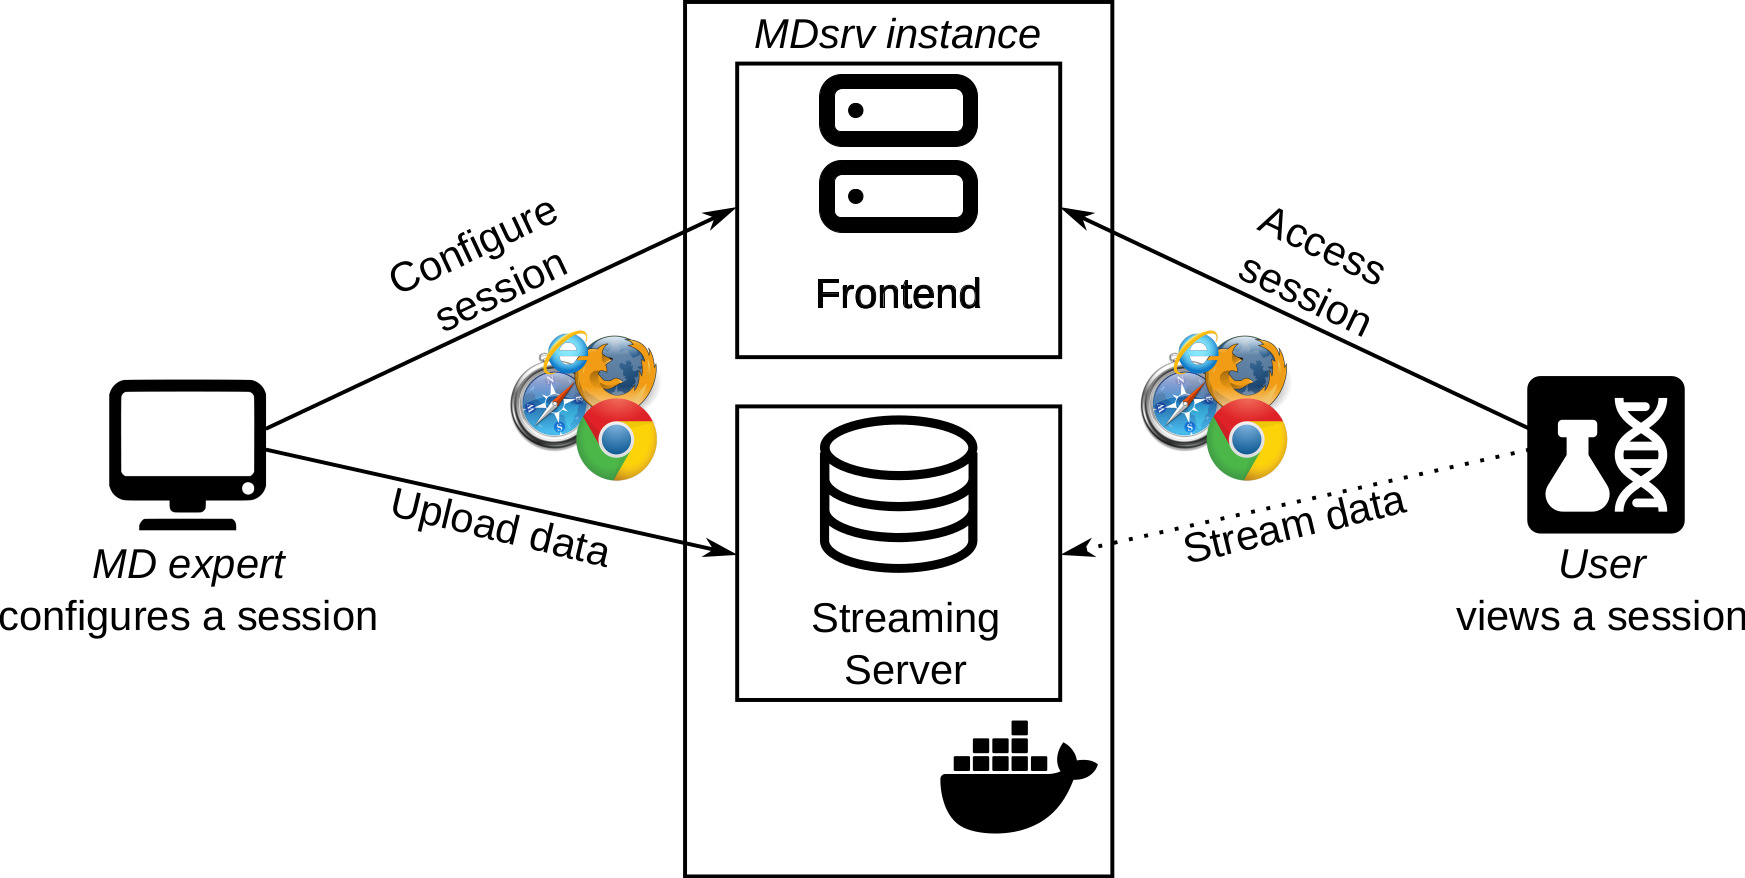 MDsrv instance
Frontend
Configure
session
Access
session
Upload data
Stream data
Streaming
Server
MD expert
configures a session
User
views a session